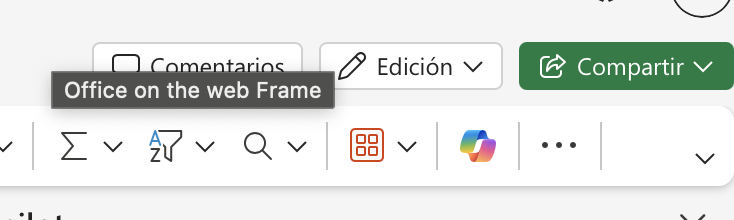 Comentarios
Edición
Compartir
Office on the web Frame